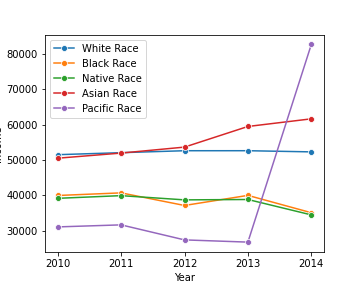 80000
70000
60000
50000
40000
30000
White Race
Black Race
Native Race
Asian Race
Pacific Race
2010 2011 2012 2013 2014
Year